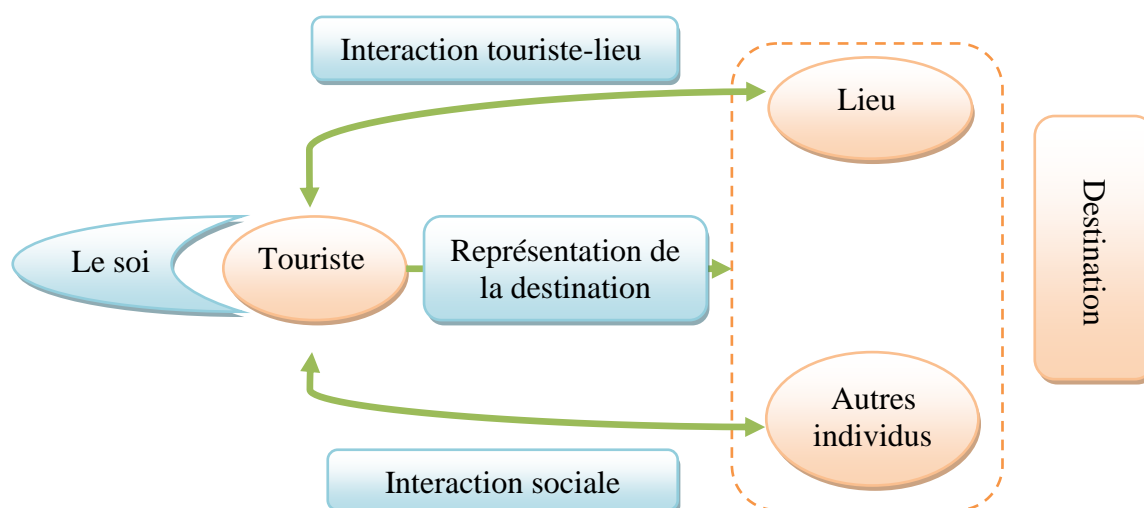 Interaction touriste-lieu
Lieu
Destination
Le soi
Touriste
Représentation de
la destination
Autres
individus
Interaction sociale